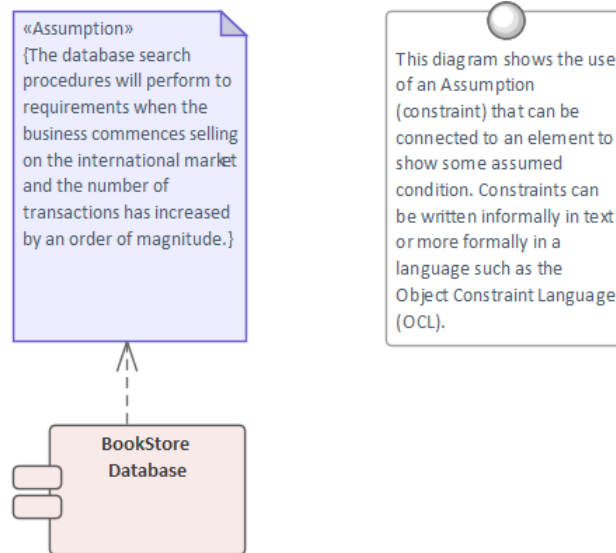 «Assumption»
{The database search
procedures will perform to
requirements when the
business commences selling
on the international market
and the number of
transactions has increased
by an order of magnitude.}
This diagram shows the use
of an Assumption
(constraint) that can be
connected to an element to
show some assumed
condition. Constraints can
be written informally in text
or more formally in a
language such as the
Object Constraint Language
(OCL).
BookStore
Database